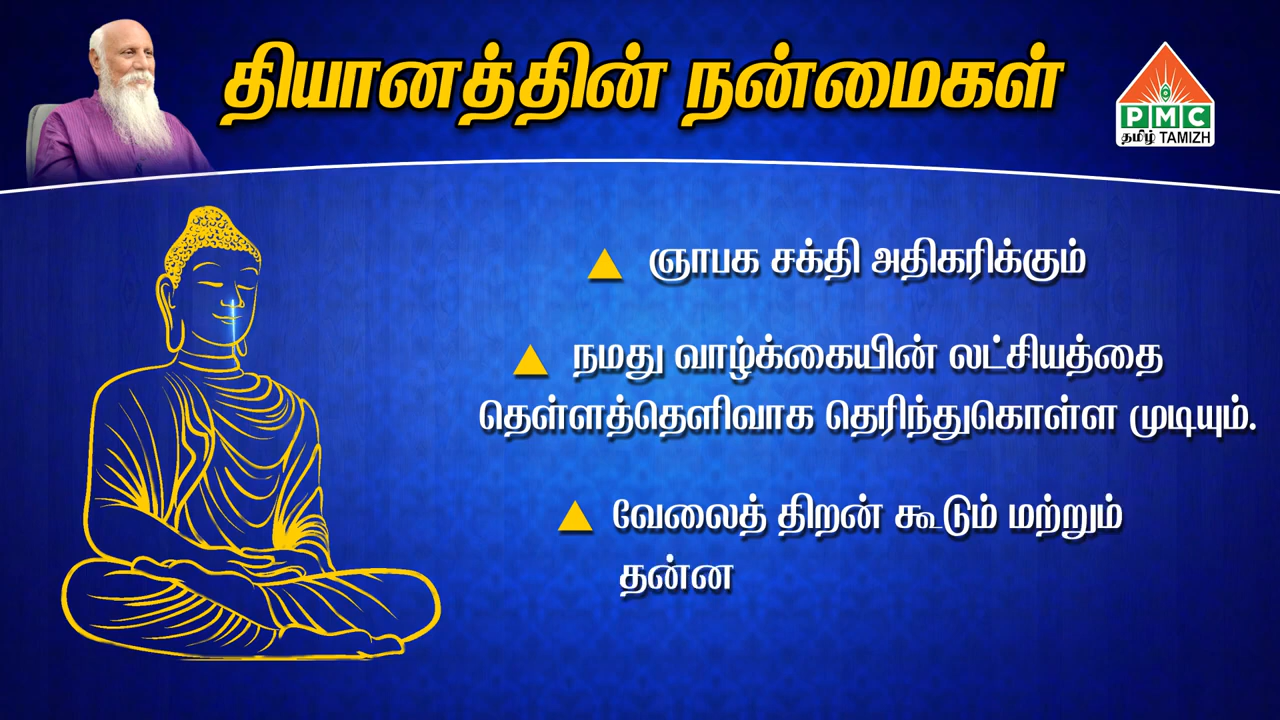 தியானத்தின் நன்மைகள்
PMC
தமிழ் TAMIZH
ஞாபக சக்தி அதிகரிக்கும்
நமது வாழ்க்கையின் லட்சியத்தை
தெள்ளத்தெளிவாக தெரிந்துகொள்ள முடியும்.
வேலைத் திறன் கூடும் மற்றும்
தன்ன